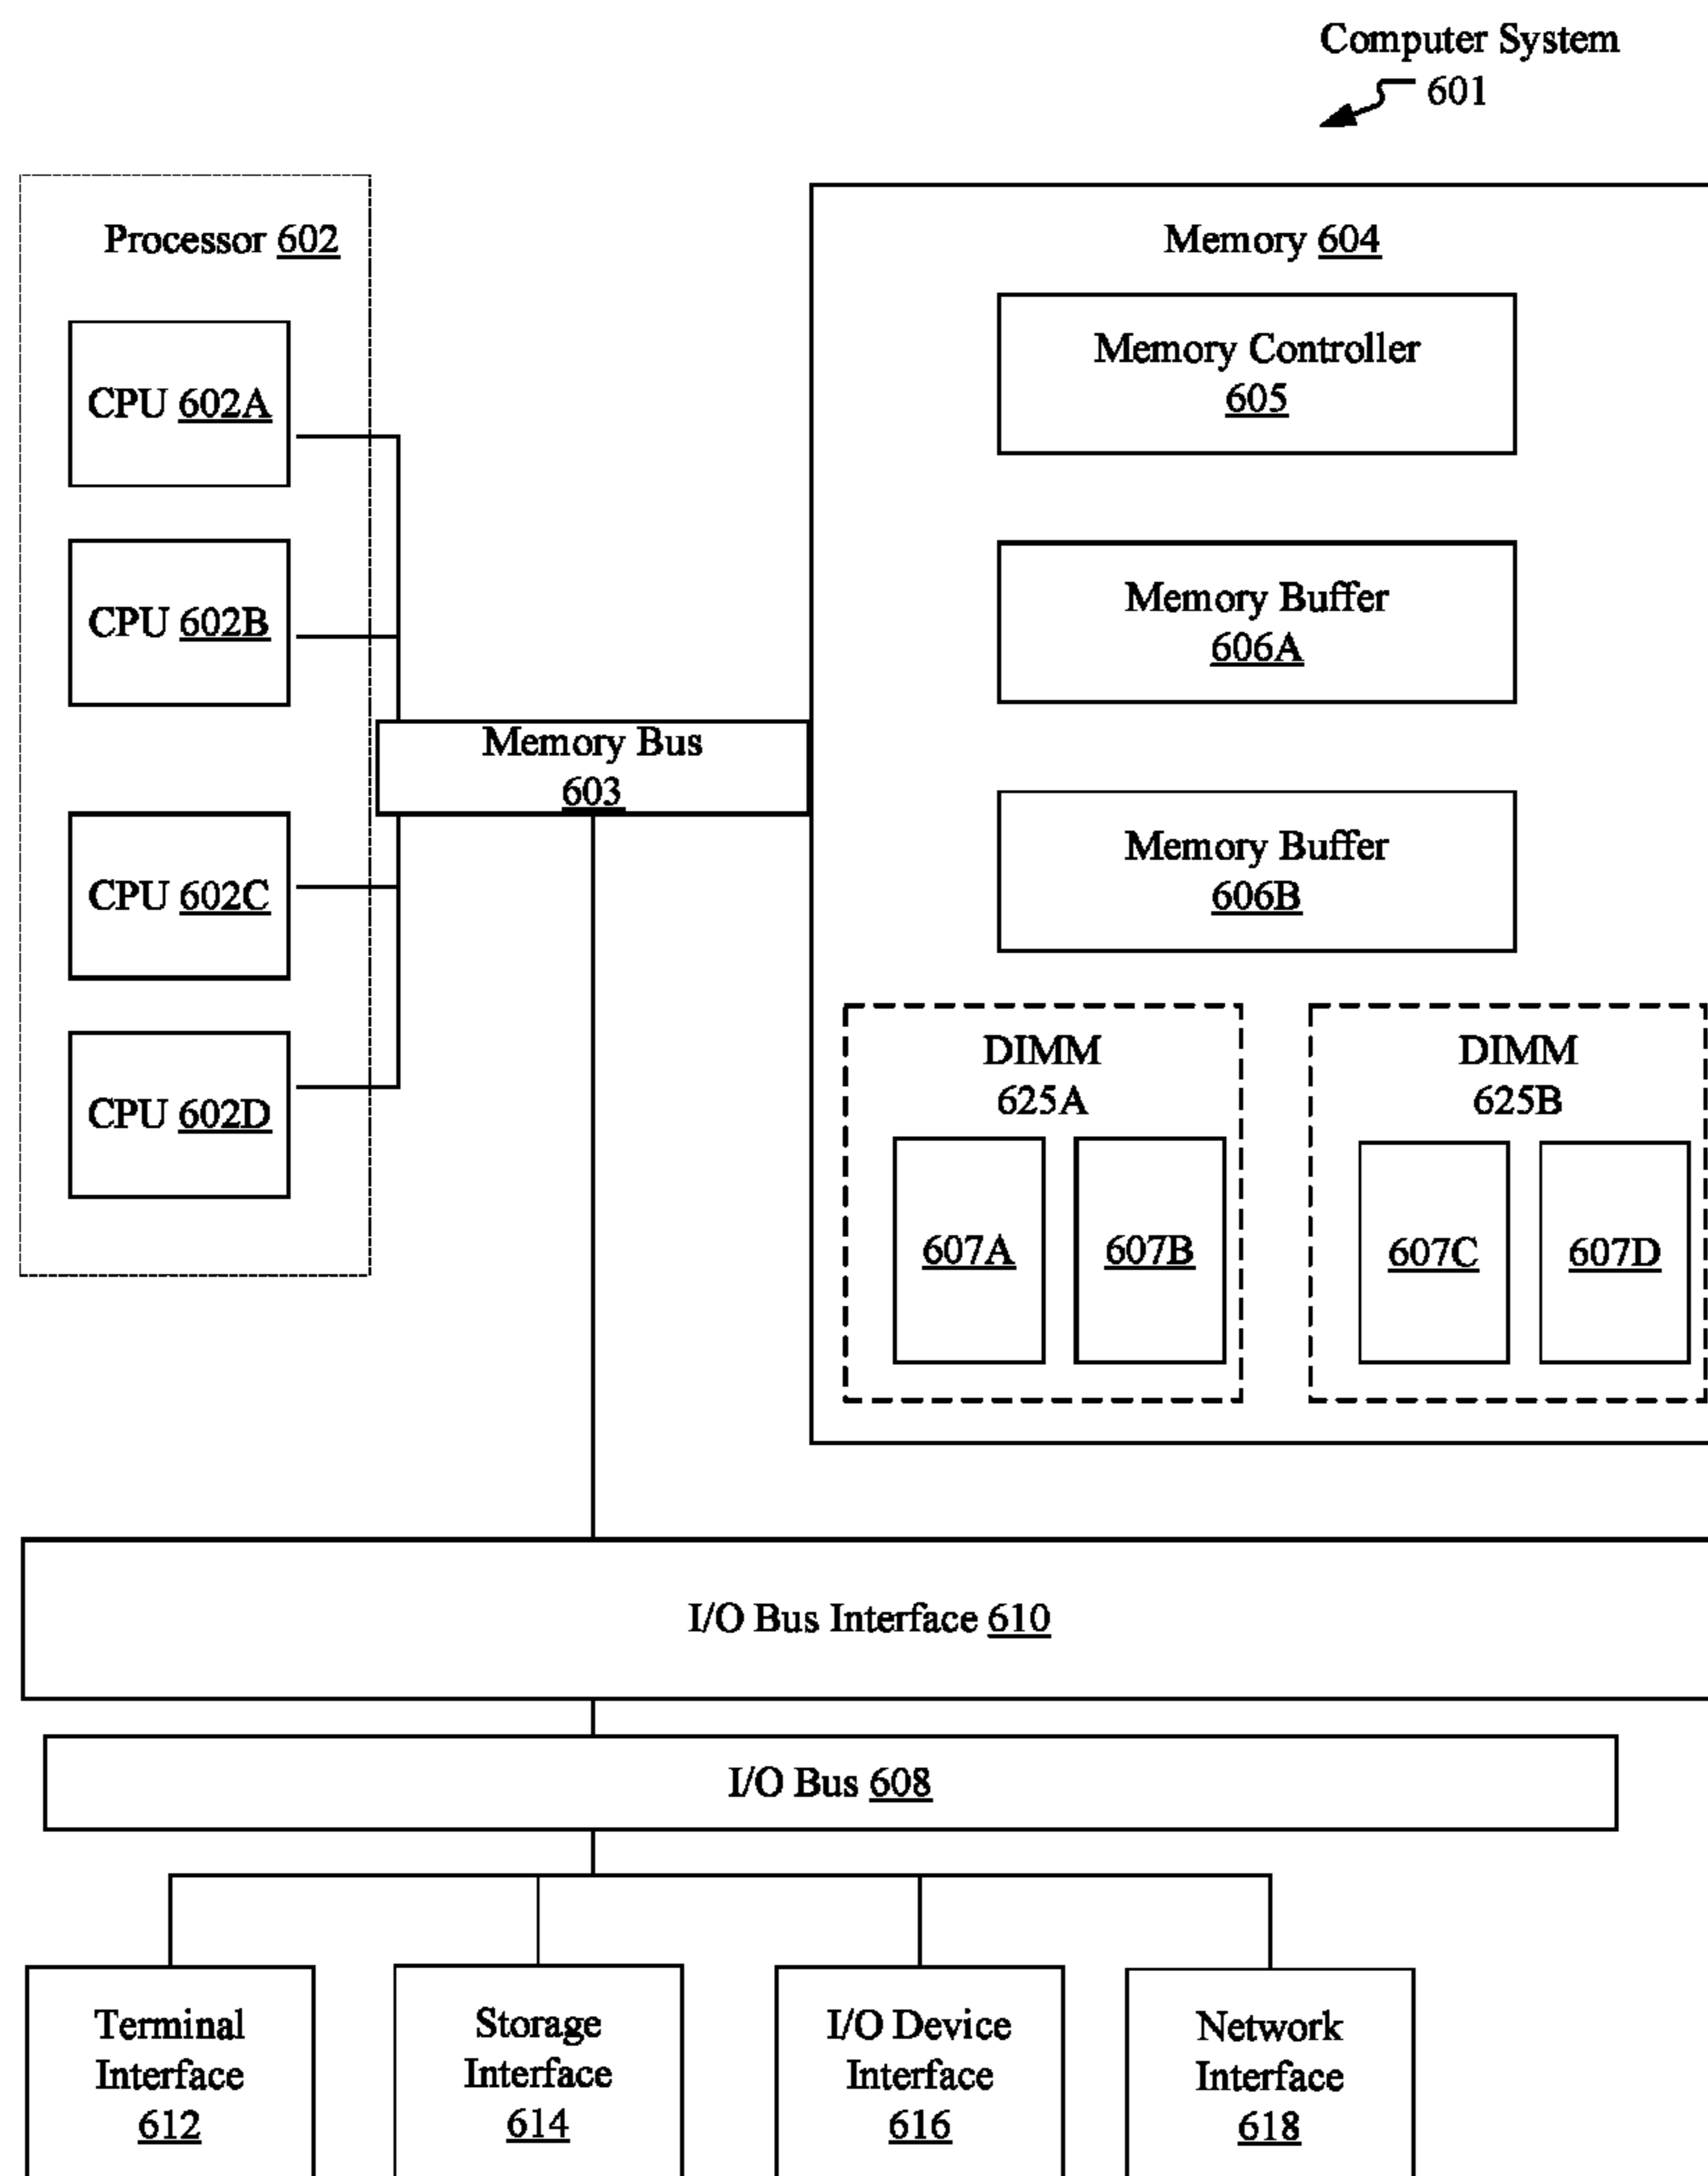 Computer System
601
Processor 602
CPU 602A
CPU 602B
CPU 602C
CPU 602D
Memory Bus
603
Memory 604
Memory Controller
605
Memory Buffer
606A
Memory Buffer
606B
DIMM
625A
607A
607B
DIMM
625B
607C
607D
I/O Bus Interface 610
I/O Bus 608
Terminal
Interface
612
Storage
Interface
614
I/O Device
Interface
616
Network
Interface
618